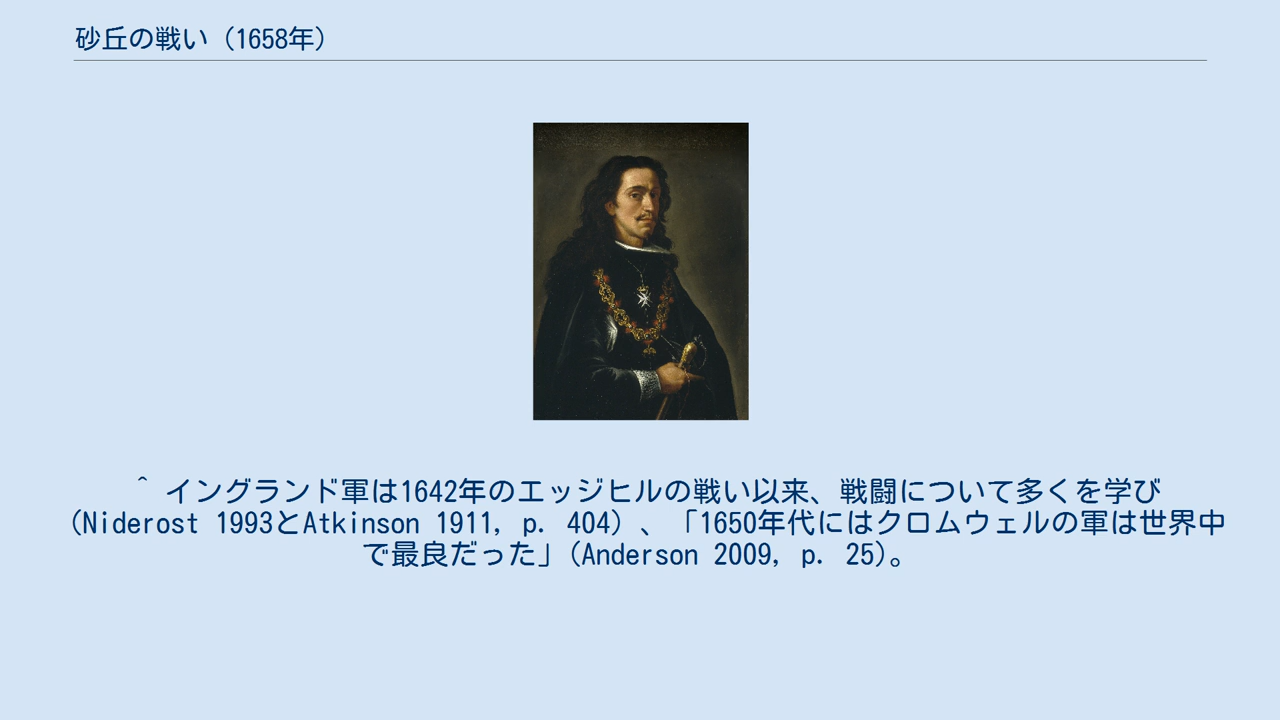 砂丘の戦い（1658年）
^ イングランド軍は1642年のエッジヒルの戦い以来、戦闘について多くを学び
(Niderost 1993とAtkinson 1911, p. 404）、「1650年代にはクロムウェルの軍は世界中
で最良だった」(Anderson 2009, p. 25)。